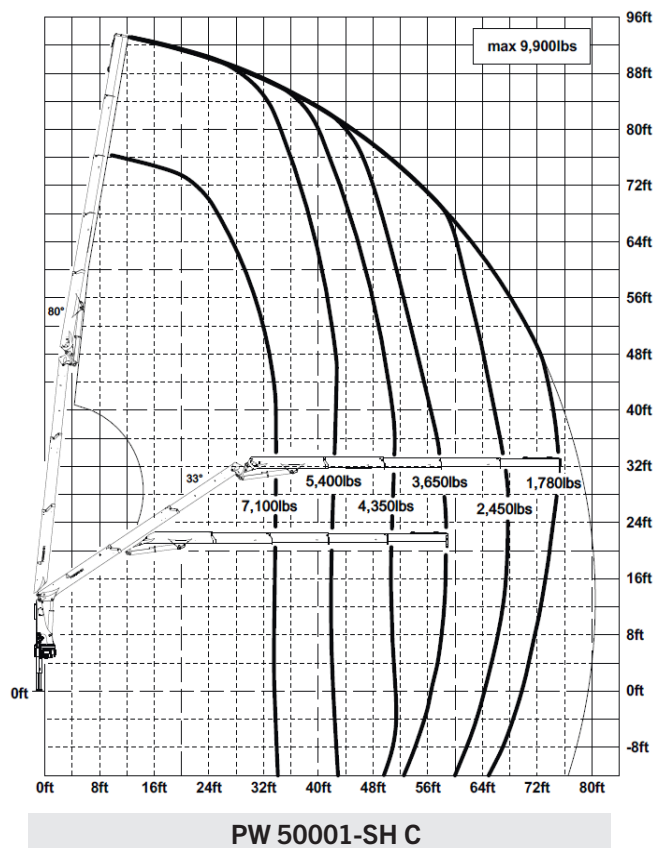 96ft
max 9,900lbs
88ft
80ft
72ft
64ft
80°
56ft
48ft
40ft
32ft
33°
5,400lbs 3,650lbs 1,780lbs
7,100lbs 4,350lbs 2,450lbs
24ft
16ft
8ft
0ft 0ft
-8ft
0ft 8ft 16ft 24ft 32ft 40ft 48ft 56ft 64ft 72ft 80ft
PW 50001-SH C